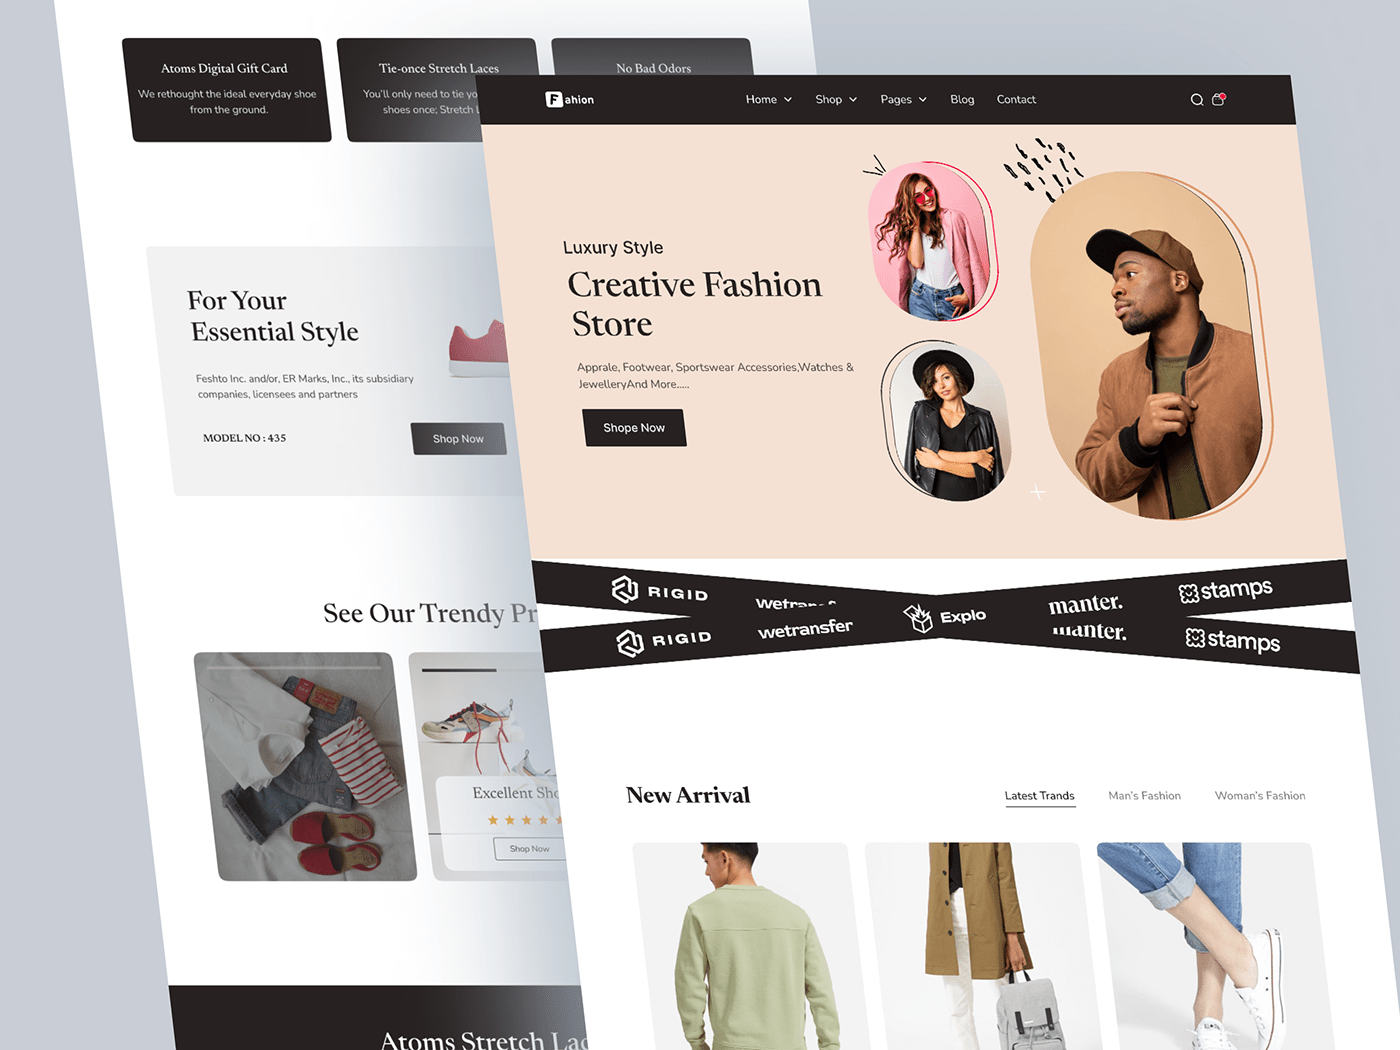 Atoms Digital Gift Card
We rethought the ideal everyday shoe
from the ground.
Tie-once Stretch Laces
You'll only need to tie yo
shoes once; Stretch L
No Bad Odors
For Your
Essential Style
Feshto Inc. and/or, ER Marks, Inc., its subsidiary
companies, licensees and partners
MODEL NO : 435
Shop Now
See Our Trendy Pr
Excellent Sho
Shop Now
Atoms Stretch Lac
F ahion
Home
Shop
Pages
Blog
Contact
Luxury Style
Creative Fashion
Store
Apprale, Footwear, Sportswear Accessories,Watches &
JewelleryAnd More.....
Shope Now
RIGID
wetransfer
Explo
manter.
stamps
RIGID
wetransfer
manter.
stamps
New Arrival
Latest Trands
Man's Fashion
Woman's Fashion